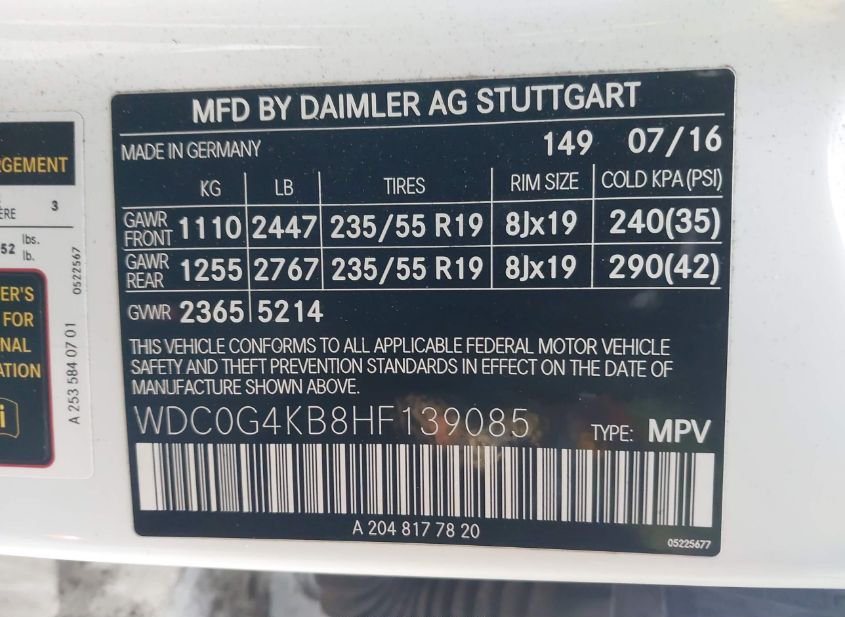 MFD BY DAIMLER AG STUTTGART
MADE IN GERMANY 149 07/16
KG LB TIRES RIM SIZE COLD KPA (PSI)
GAWR FRONT 1110 2447 235/55 R19 8Jx19 240(35)
GAWR REAR 1255 2767 235/55 R19 8Jx19 290(42)
GVWR 2365 5214
THIS VEHICLE CONFORMS TO ALL APPLICABLE FEDERAL MOTOR VEHICLE
SAFETY AND THEFT PREVENTION STANDARDS IN EFFECT ON THE DATE OF
MANUFACTURE SHOWN ABOVE.
WDC0G4KB8HF139085 TYPE: MPV
A 204 817 78 20
05225677
RGEMENT
ÈRE 3
52 lbs.
lb.
ER'S
FOR
NAL
ATION
i
0522567
A 253 584 07 01